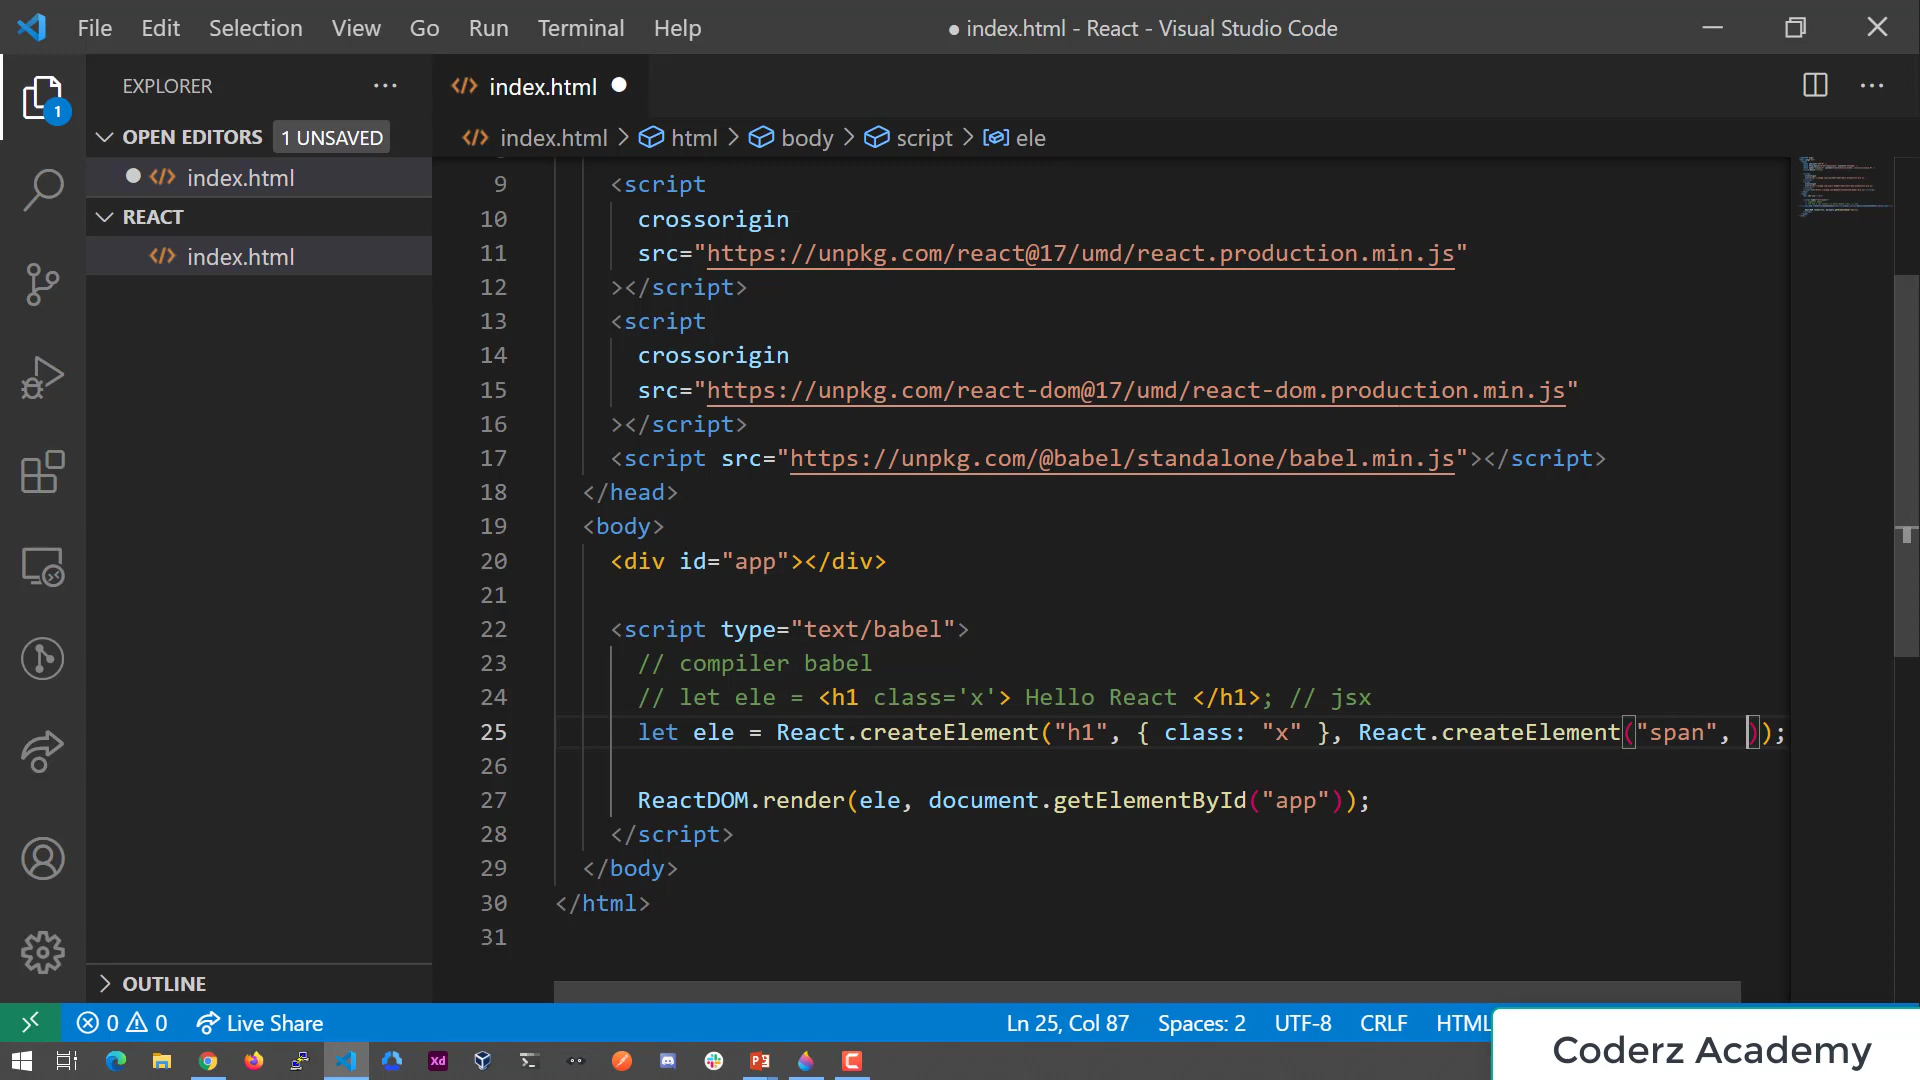 File Edit Selection View Go Run Terminal Help
● index.html - React - Visual Studio Code
EXPLORER
1
OPEN EDITORS 1 UNSAVED
index.html
REACT
index.html
OUTLINE
index.html
index.html > html > body > script > ele
9 <script
10 crossorigin
11 src="https://unpkg.com/react@17/umd/react.production.min.js"
12 ></script>
13 <script
14 crossorigin
15 src="https://unpkg.com/react-dom@17/umd/react-dom.production.min.js"
16 ></script>
17 <script src="https://unpkg.com/@babel/standalone/babel.min.js"></script>
18 </head>
19 <body>
20 <div id="app"></div>
21
22 <script type="text/babel">
23 // compiler babel
24 // let ele = <h1 class='x'> Hello React </h1>; // jsx
25 let ele = React.createElement("h1", { class: "x" }, React.createElement("span", ));
26
27 ReactDOM.render(ele, document.getElementById("app"));
28 </script>
29 </body>
30 </html>
31
0 0 Live Share
Ln 25, Col 87 Spaces: 2 UTF-8 CRLF HTML
Xd
Coderz Academy